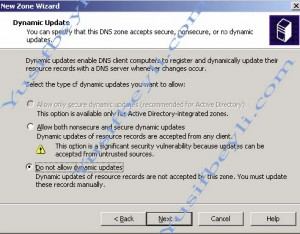 New Zone Wizard
Dynamic Update
You can specify that this DNS zone accepts secure, nonsecure, or no dynamic
updates.
Dynamic updates enable DNS client computers to register and dynamically update their
resource records with a DNS server whenever changes occur.
Select the type of dynamic updates you want to allow:
Allow only secure dynamic updates (recommended for Active Directory)
This option is available only for Active Directory-integrated zones.
Allow both nonsecure and secure dynamic updates
Dynamic updates of resource records are accepted from any client.
This option is a significant security vulnerability because updates can be
accepted from untrusted sources.
Do not allow dynamic updates
Dynamic updates of resource records are not accepted by this zone. You must update
these records manually.
< Back
Next >
Cancel
Help
Yusifbeyli.com
Yusifbeyli.com